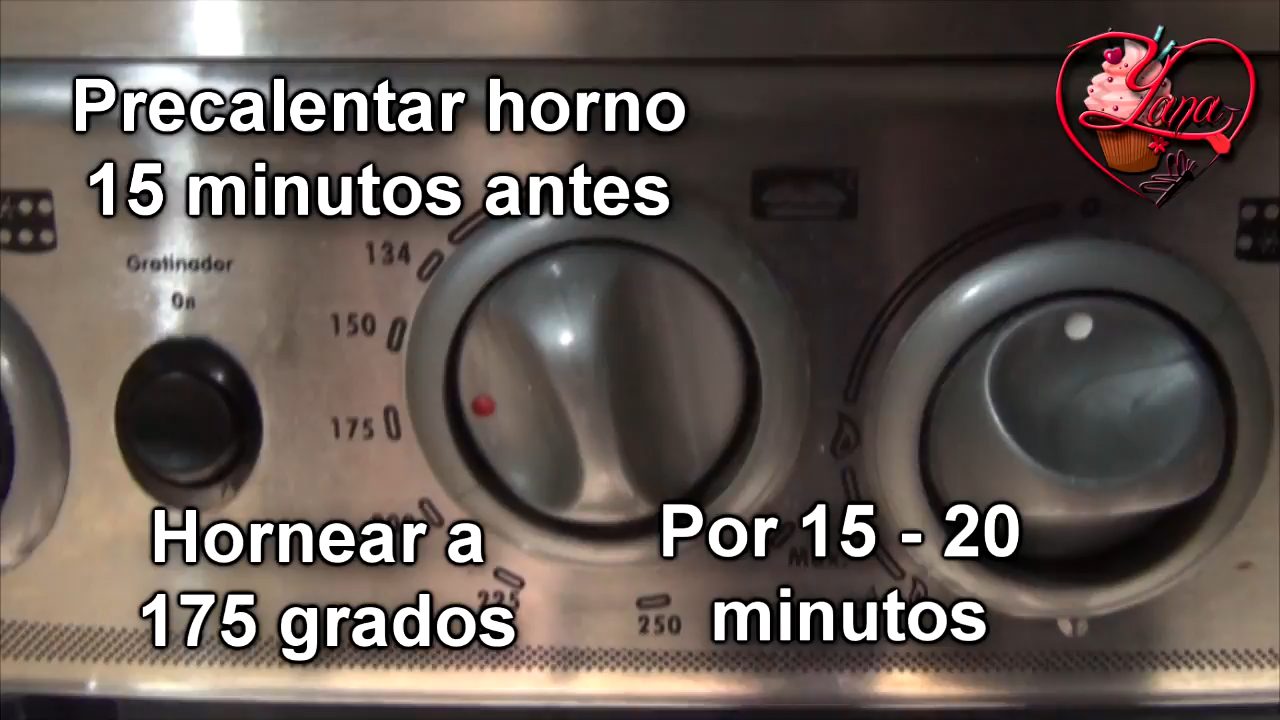 Precalentar horno
15 minutos antes
Yana
134
Gratinador
On
150
175
Hornear a
175 grados
Por 15 - 20
minutos
225
250